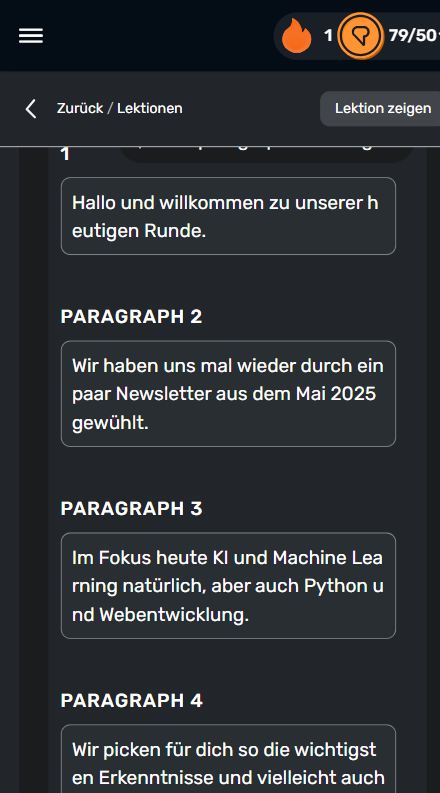 1 79/50
Zurück / Lektionen Lektion zeigen
1
Hallo und willkommen zu unserer h
eutigen Runde.
PARAGRAPH 2
Wir haben uns mal wieder durch ein
paar Newsletter aus dem Mai 2025
gewühlt.
PARAGRAPH 3
Im Fokus heute KI und Machine Lea
rning natürlich, aber auch Python u
nd Webentwicklung.
PARAGRAPH 4
Wir picken für dich so die wichtigst
en Erkenntnisse und vielleicht auch